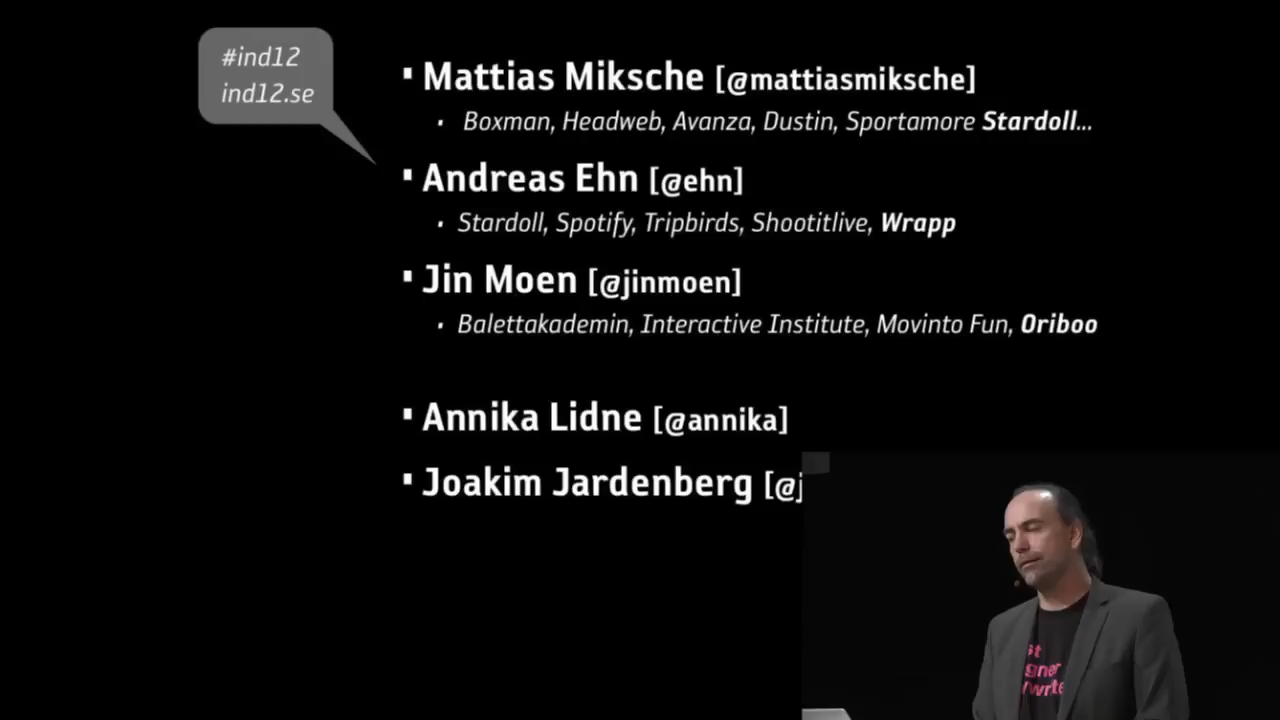 #ind12
ind12.se
Mattias Miksche [@mattiasmiksche]
Boxman, Headweb, Avanza, Dustin, Sportamore Stardoll...
Andreas Ehn [@ehn]
Stardoll, Spotify, Tripbirds, Shootitlive, Wrapp
Jin Moen [@jinmoen]
Balettakademin, Interactive Institute, Movinto Fun, Oriboo
Annika Lidne [@annika]
Joakim Jardenberg [@j